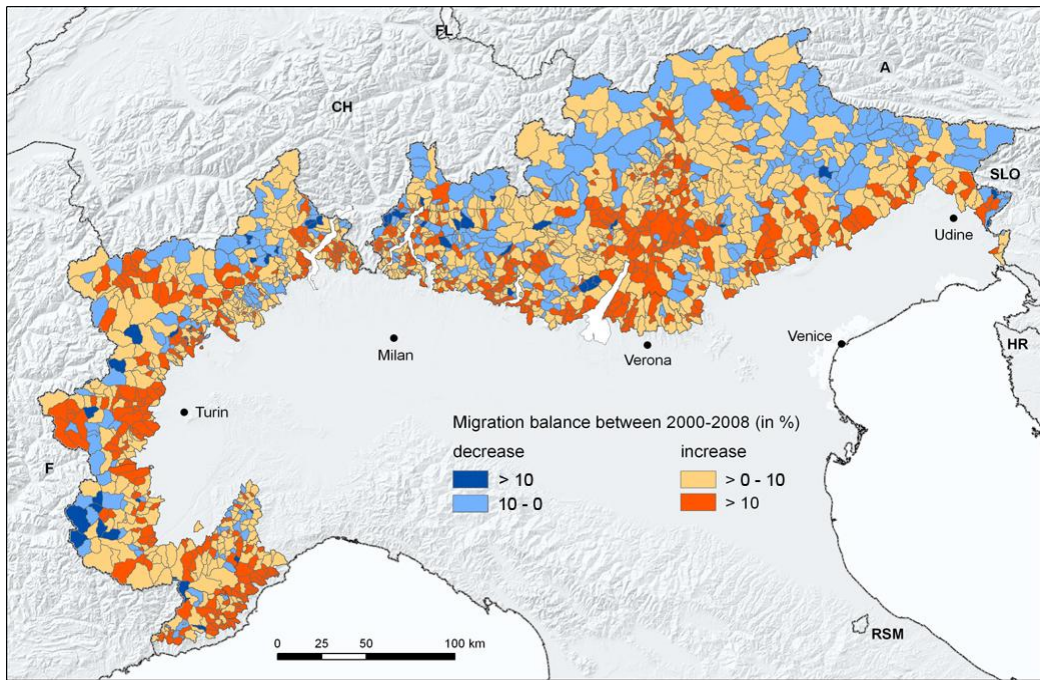 FL
A
CH
SLO
Udine
Milan
Verona
Venice
HR
Turin
Migration balance between 2000-2008 (in %)
decrease
increase
> 10
> 0 - 10
10 - 0
> 10
F
RSM
0 25 50 100 km